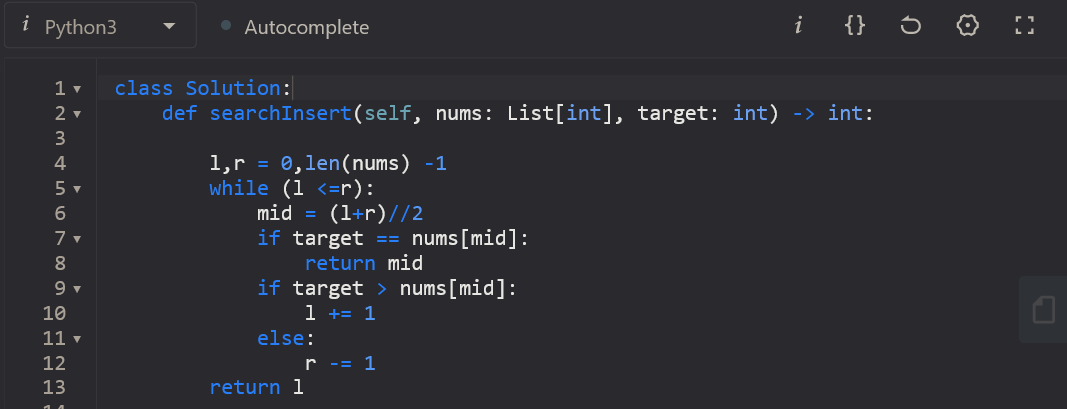 i Python3 Autocomplete i {}
1 class Solution:
2 def searchInsert(self, nums: List[int], target: int) -> int:
3
4 l,r = 0,len(nums) -1
5 while (l <=r):
6 mid = (l+r)//2
7 if target == nums[mid]:
8 return mid
9 if target > nums[mid]:
10 l += 1
11 else:
12 r -= 1
13 return l